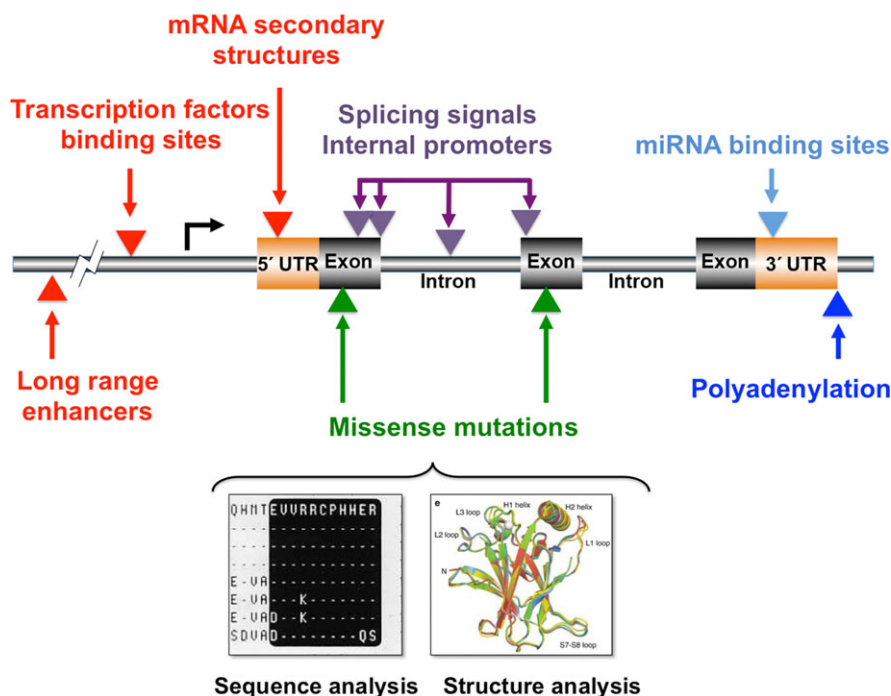 mRNA secondary
structures
Transcription factors
binding sites
Splicing signals
Internal promoters
miRNA binding sites
5′ UTR
Exon
Intron
Exon
Intron
Exon
3′ UTR
Long range
enhancers
Missense mutations
Polyadenylation
QHMTEVVRRCPHHER
- - - - - - - - - - - - - - -
- - - - - - - - - - - - - - -
- - - - - - - - - - - - - - -
E-VA- - - - - - - - - - -
E-VA- - -K- - - - - - -
E-VAD- -K- - - - - - -
SDVAD- - - - - - - -QS
e
H1 helix
H2 helix
L3 loop
L2 loop
L1 loop
N
S7-S8 loop
Sequence analysis
Structure analysis